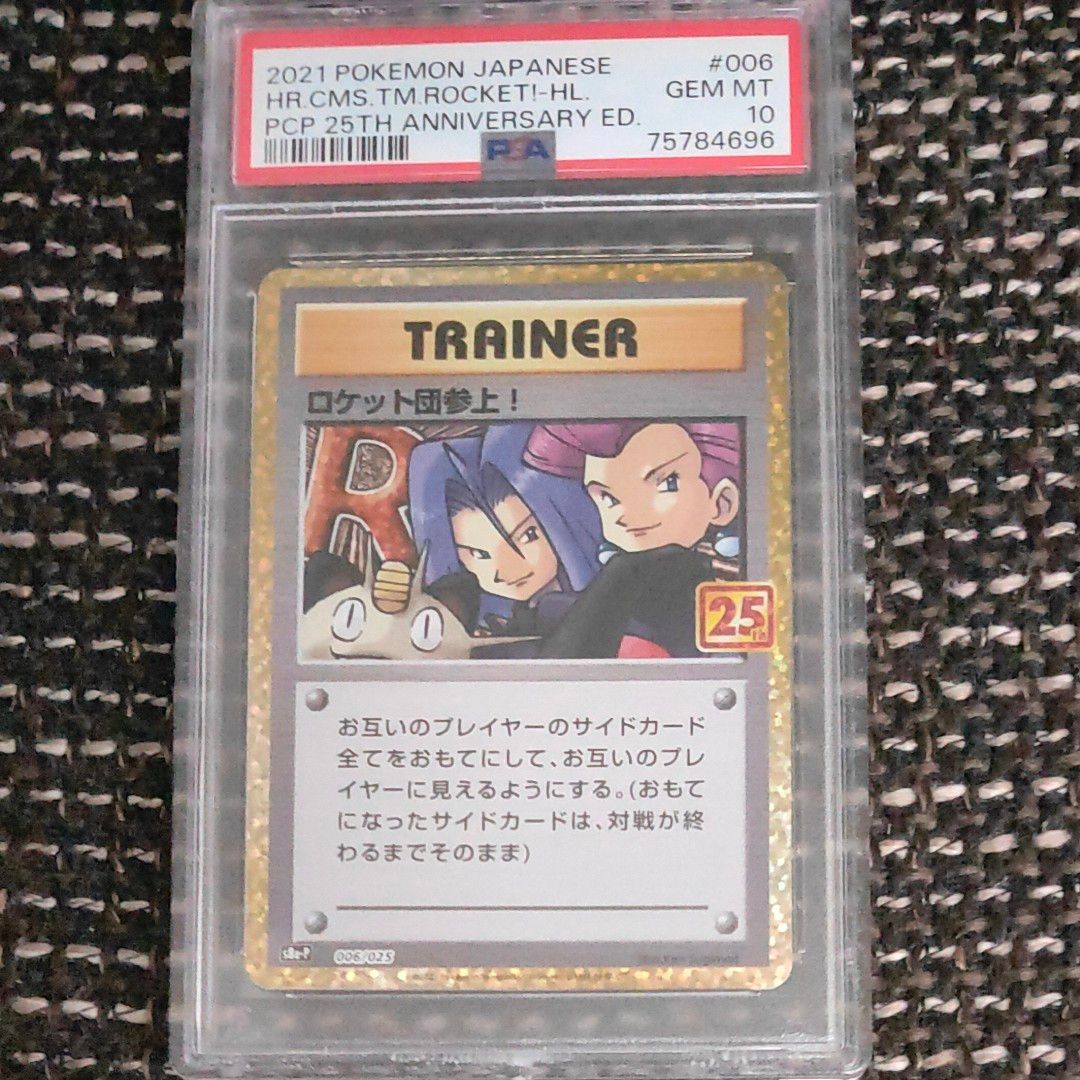 2021 POKEMON JAPANESE #006
HR.CMS.TM.ROCKET!-HL. GEM MT
PCP 25TH ANNIVERSARY ED. 10
PSA 75784696
TRAINER
ロケット団参上!
R
25th
お互いのプレイヤーのサイドカード
全てをおもてにして、お互いのプレ
イヤーに見えるようにする。(おもて
になったサイドカードは、対戦が終
わるまでそのまま)
s8a-P 006/025